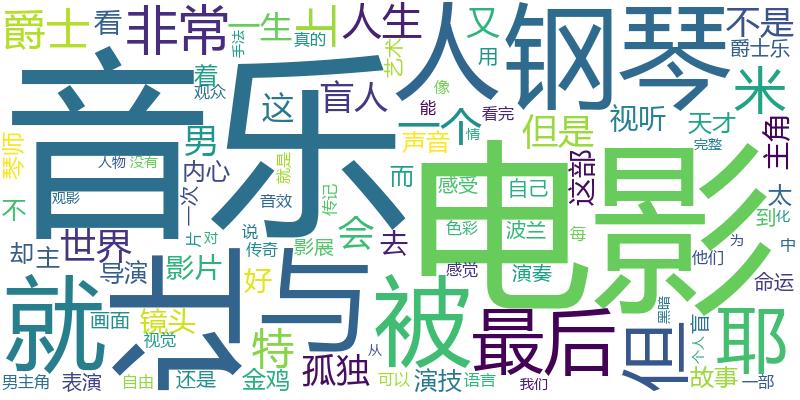 爵士
看
非常
一生
手法
真的
人生
人
钢琴
又
用
不是
爵士乐
着
观众
音乐
艺术
像
能
看完
米
琴师
男
这
盲人
一个
声音
情
但是
视听
天才
完整
主角
人物
没有
内心
一次
就是
而
感受
自己
这部
不
观影
音效
传记
电影
太
到
化
却
主
世界
片
对
说
传奇
影展
会
去
色彩
波兰
每
导演
影片
好
感觉
演奏
他们
为
中
命运
就
与
被
画面
镜头
视觉
特
最后
但
黑暗
个人
盲
耶
男主角
表演
自由
还是
金鸡
孤独
从
可以
演技
语言
我们
故事
一部